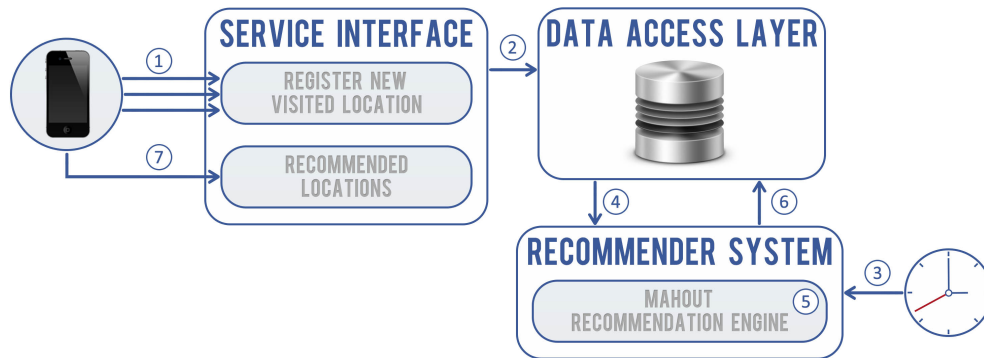 SERVICE INTERFACE
1
REGISTER NEW
VISITED LOCATION
7
RECOMMENDED
LOCATIONS
2
DATA ACCESS LAYER
4
6
RECOMMENDER SYSTEM
3
5
MAHOUT
RECOMMENDATION ENGINE